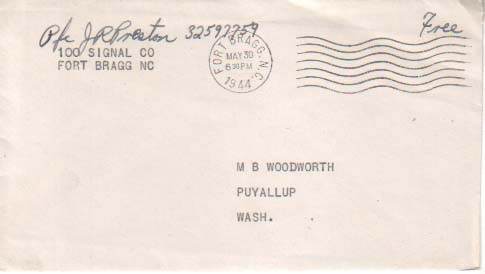 Pfc J.R. Preston 32597759
100 SIGNAL CO
FORT BRAGG NC
Free
FORT BRAGG, N.C.
MAY 30
6 30 PM
1944
M B WOODWORTH
PUYALLUP
WASH.